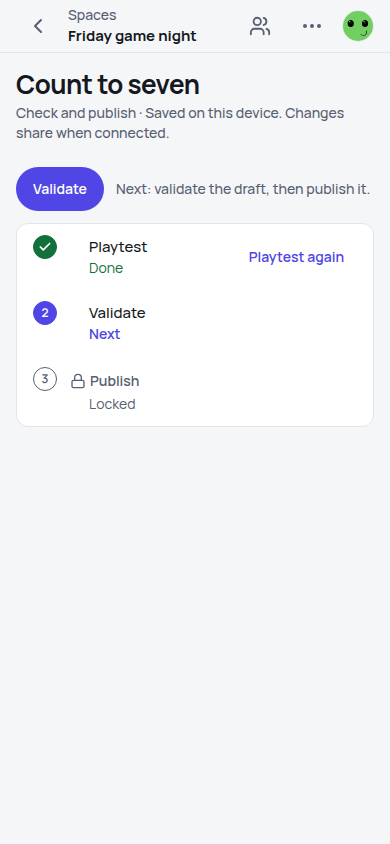 Spaces
Friday game night
Count to seven
Check and publish · Saved on this device. Changes
share when connected.
Validate
Next: validate the draft, then publish it.
Playtest
Done
Playtest again
2
Validate
Next
3
Publish
Locked